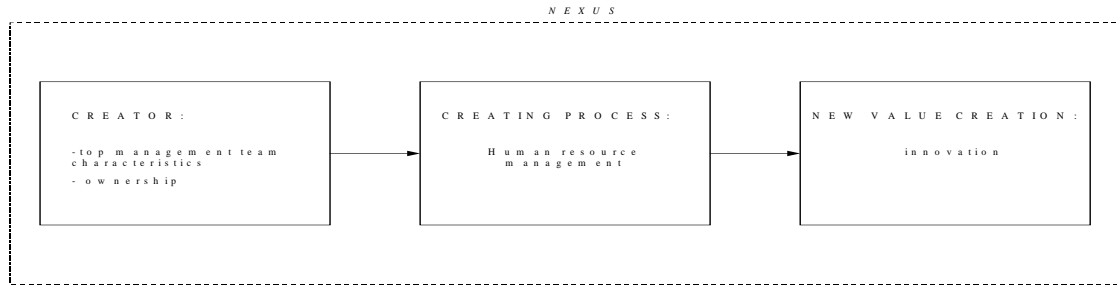 NEXUS
CREATOR:
-top management team
characteristics
- ownership
CREATING PROCESS:
Human resource
management
NEW VALUE CREATION:
innovation